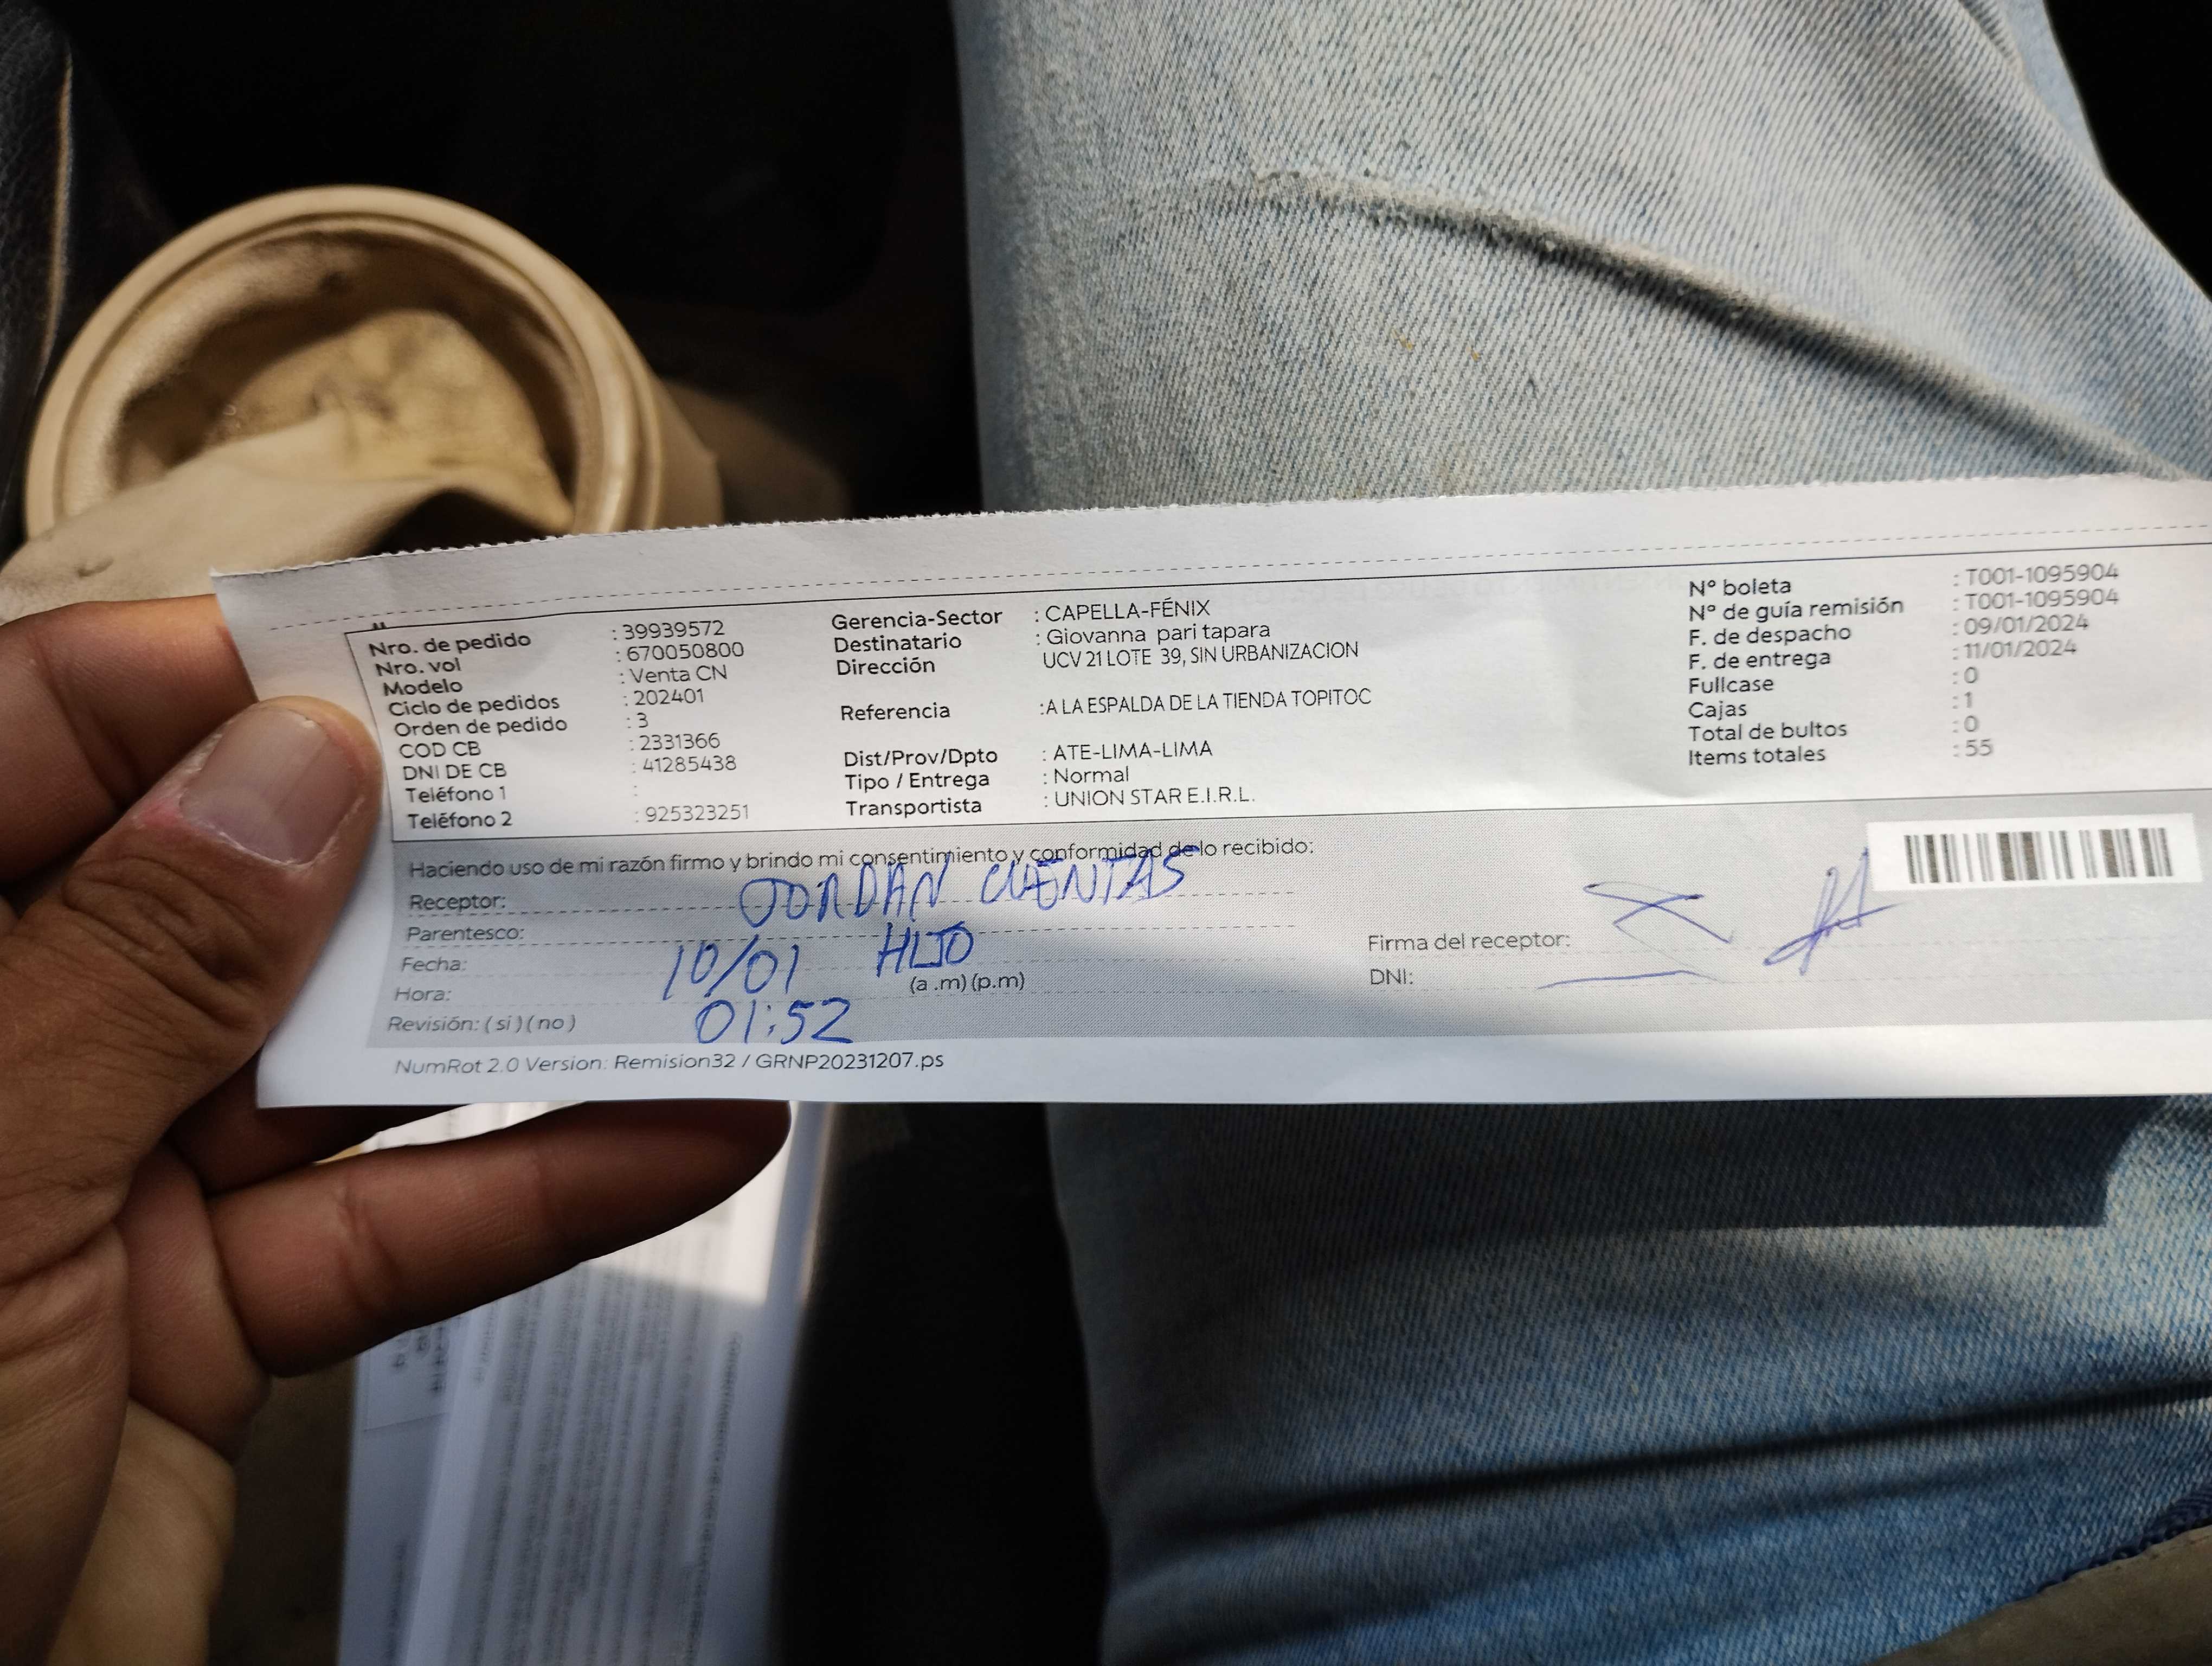 Nro. de pedido : 39939572
Nro. vol : 670050800
Modelo : Venta CN
Ciclo de pedidos : 202401
Orden de pedido : 3
COD CB : 2331366
DNI DE CB : 41285438
Teléfono 1 :
Teléfono 2 : 925323251
Gerencia-Sector : CAPELLA-FÉNIX
Destinatario : Giovanna pari tapara
Dirección UCV 21 LOTE 39, SIN URBANIZACION
Referencia :A LA ESPALDA DE LA TIENDA TOPITOC
Dist/Prov/Dpto : ATE-LIMA-LIMA
Tipo / Entrega : Normal
Transportista : UNION STAR E.I.R.L.
N° boleta : T001-1095904
N° de guía remisión : T001-1095904
F. de despacho : 09/01/2024
F. de entrega : 11/01/2024
Fullcase : 0
Cajas : 1
Total de bultos : 0
Items totales : 55
Haciendo uso de mi razón firmo y brindo mi consentimiento y conformidad de lo recibido:
Receptor: JORDAN CUENTAS
Parentesco: HIJO
Fecha: 10/01
Hora: 01:52 (a .m) (p.m)
Revisión: ( si ) ( no )
Firma del receptor:
DNI:
NumRot 2.0 Version: Remision32 / GRNP20231207.ps